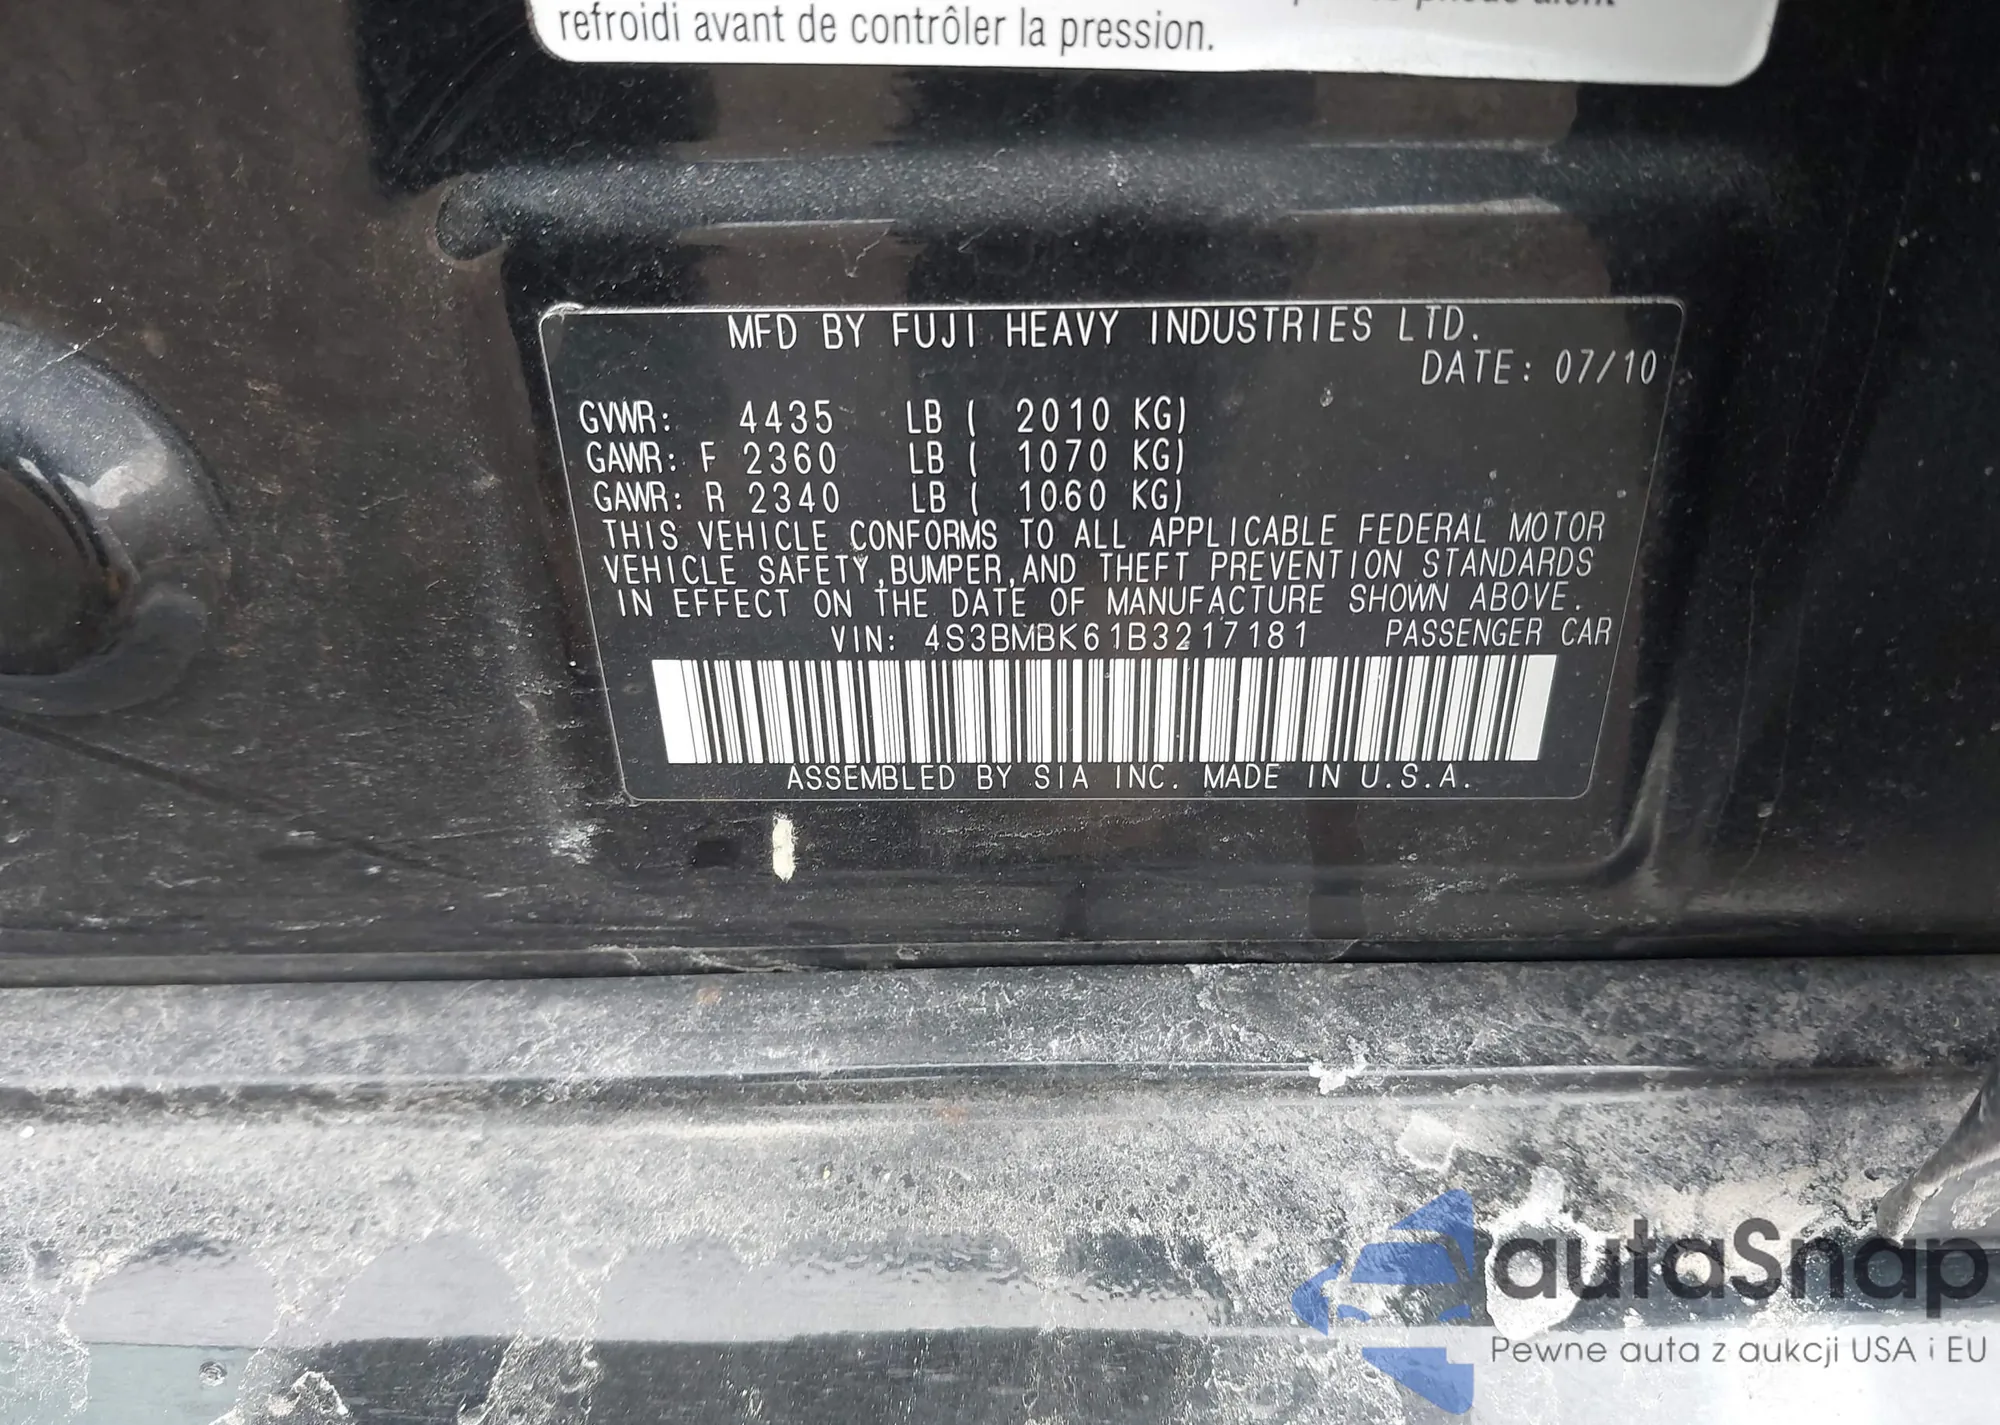 refroidi avant de contrôler la pression.
MFD BY FUJI HEAVY INDUSTRIES LTD.
DATE: 07/10
GVWR: 4435 LB ( 2010 KG)
GAWR: F 2360 LB ( 1070 KG)
GAWR: R 2340 LB ( 1060 KG)
THIS VEHICLE CONFORMS TO ALL APPLICABLE FEDERAL MOTOR
VEHICLE SAFETY,BUMPER,AND THEFT PREVENTION STANDARDS
IN EFFECT ON THE DATE OF MANUFACTURE SHOWN ABOVE.
VIN: 4S3BMBK61B3217181 PASSENGER CAR
ASSEMBLED BY SIA INC. MADE IN U.S.A.
autaSnap
Pewne auta z aukcji USA i EU